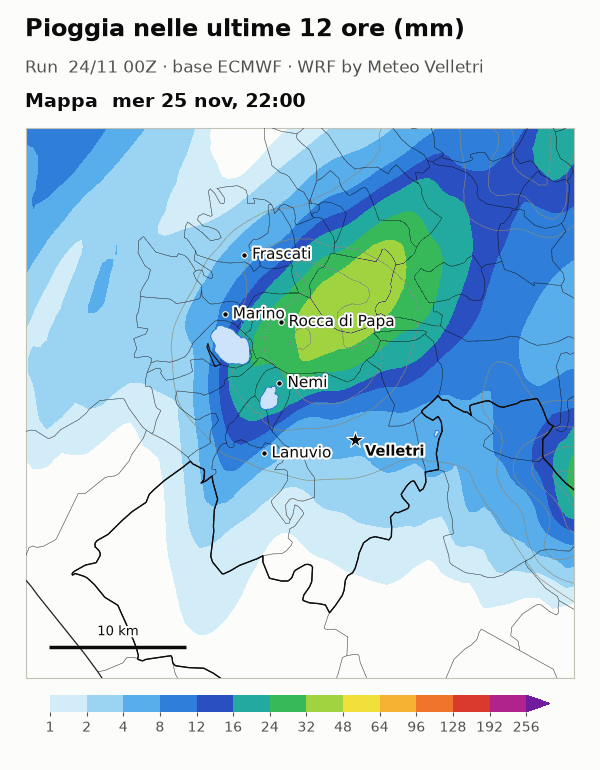 Pioggia nelle ultime 12 ore (mm)
Run  24/11 00Z · base ECMWF · WRF by Meteo Velletri
Mappa  mer 25 nov, 22:00
Frascati
Marino
Rocca di Papa
Nemi
Velletri
Lanuvio
10 km
1 2 4 8 12 16 24 32 48 64 96 128 192 256